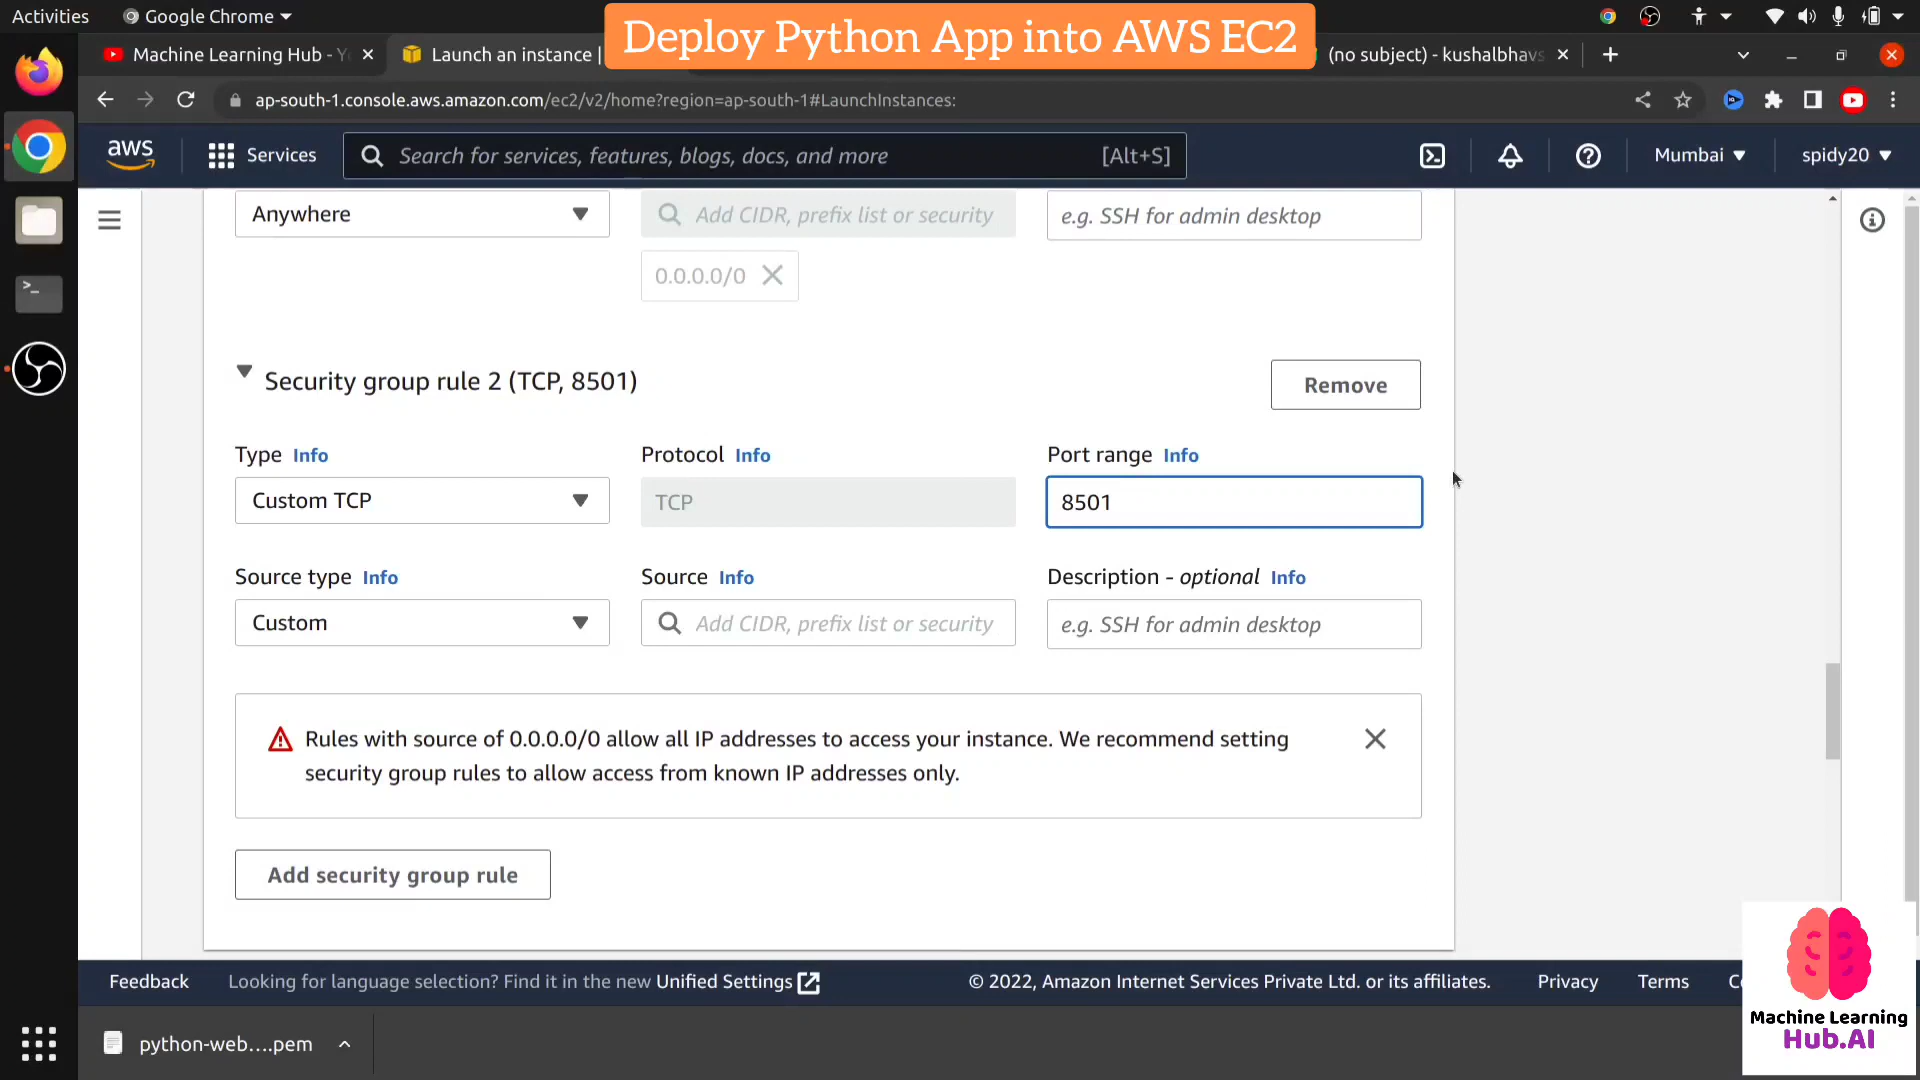 Activities
Google Chrome
Deploy Python App into AWS EC2
Machine Learning Hub - Y
Launch an instance |
(no subject) - kushalbhavs
ap-south-1.console.aws.amazon.com/ec2/v2/home?region=ap-south-1#LaunchInstances:
aws
Services
Search for services, features, blogs, docs, and more
[Alt+S]
Mumbai
spidy20
Anywhere
Add CIDR, prefix list or security
e.g. SSH for admin desktop
0.0.0.0/0
Security group rule 2 (TCP, 8501)
Remove
Type Info
Protocol Info
Port range Info
Custom TCP
TCP
8501
Source type Info
Source Info
Description - optional Info
Custom
Add CIDR, prefix list or security
e.g. SSH for admin desktop
Rules with source of 0.0.0.0/0 allow all IP addresses to access your instance. We recommend setting
security group rules to allow access from known IP addresses only.
Add security group rule
Feedback
Looking for language selection? Find it in the new Unified Settings
© 2022, Amazon Internet Services Private Ltd. or its affiliates.
Privacy
Terms
python-web....pem
Machine Learning
Hub.AI